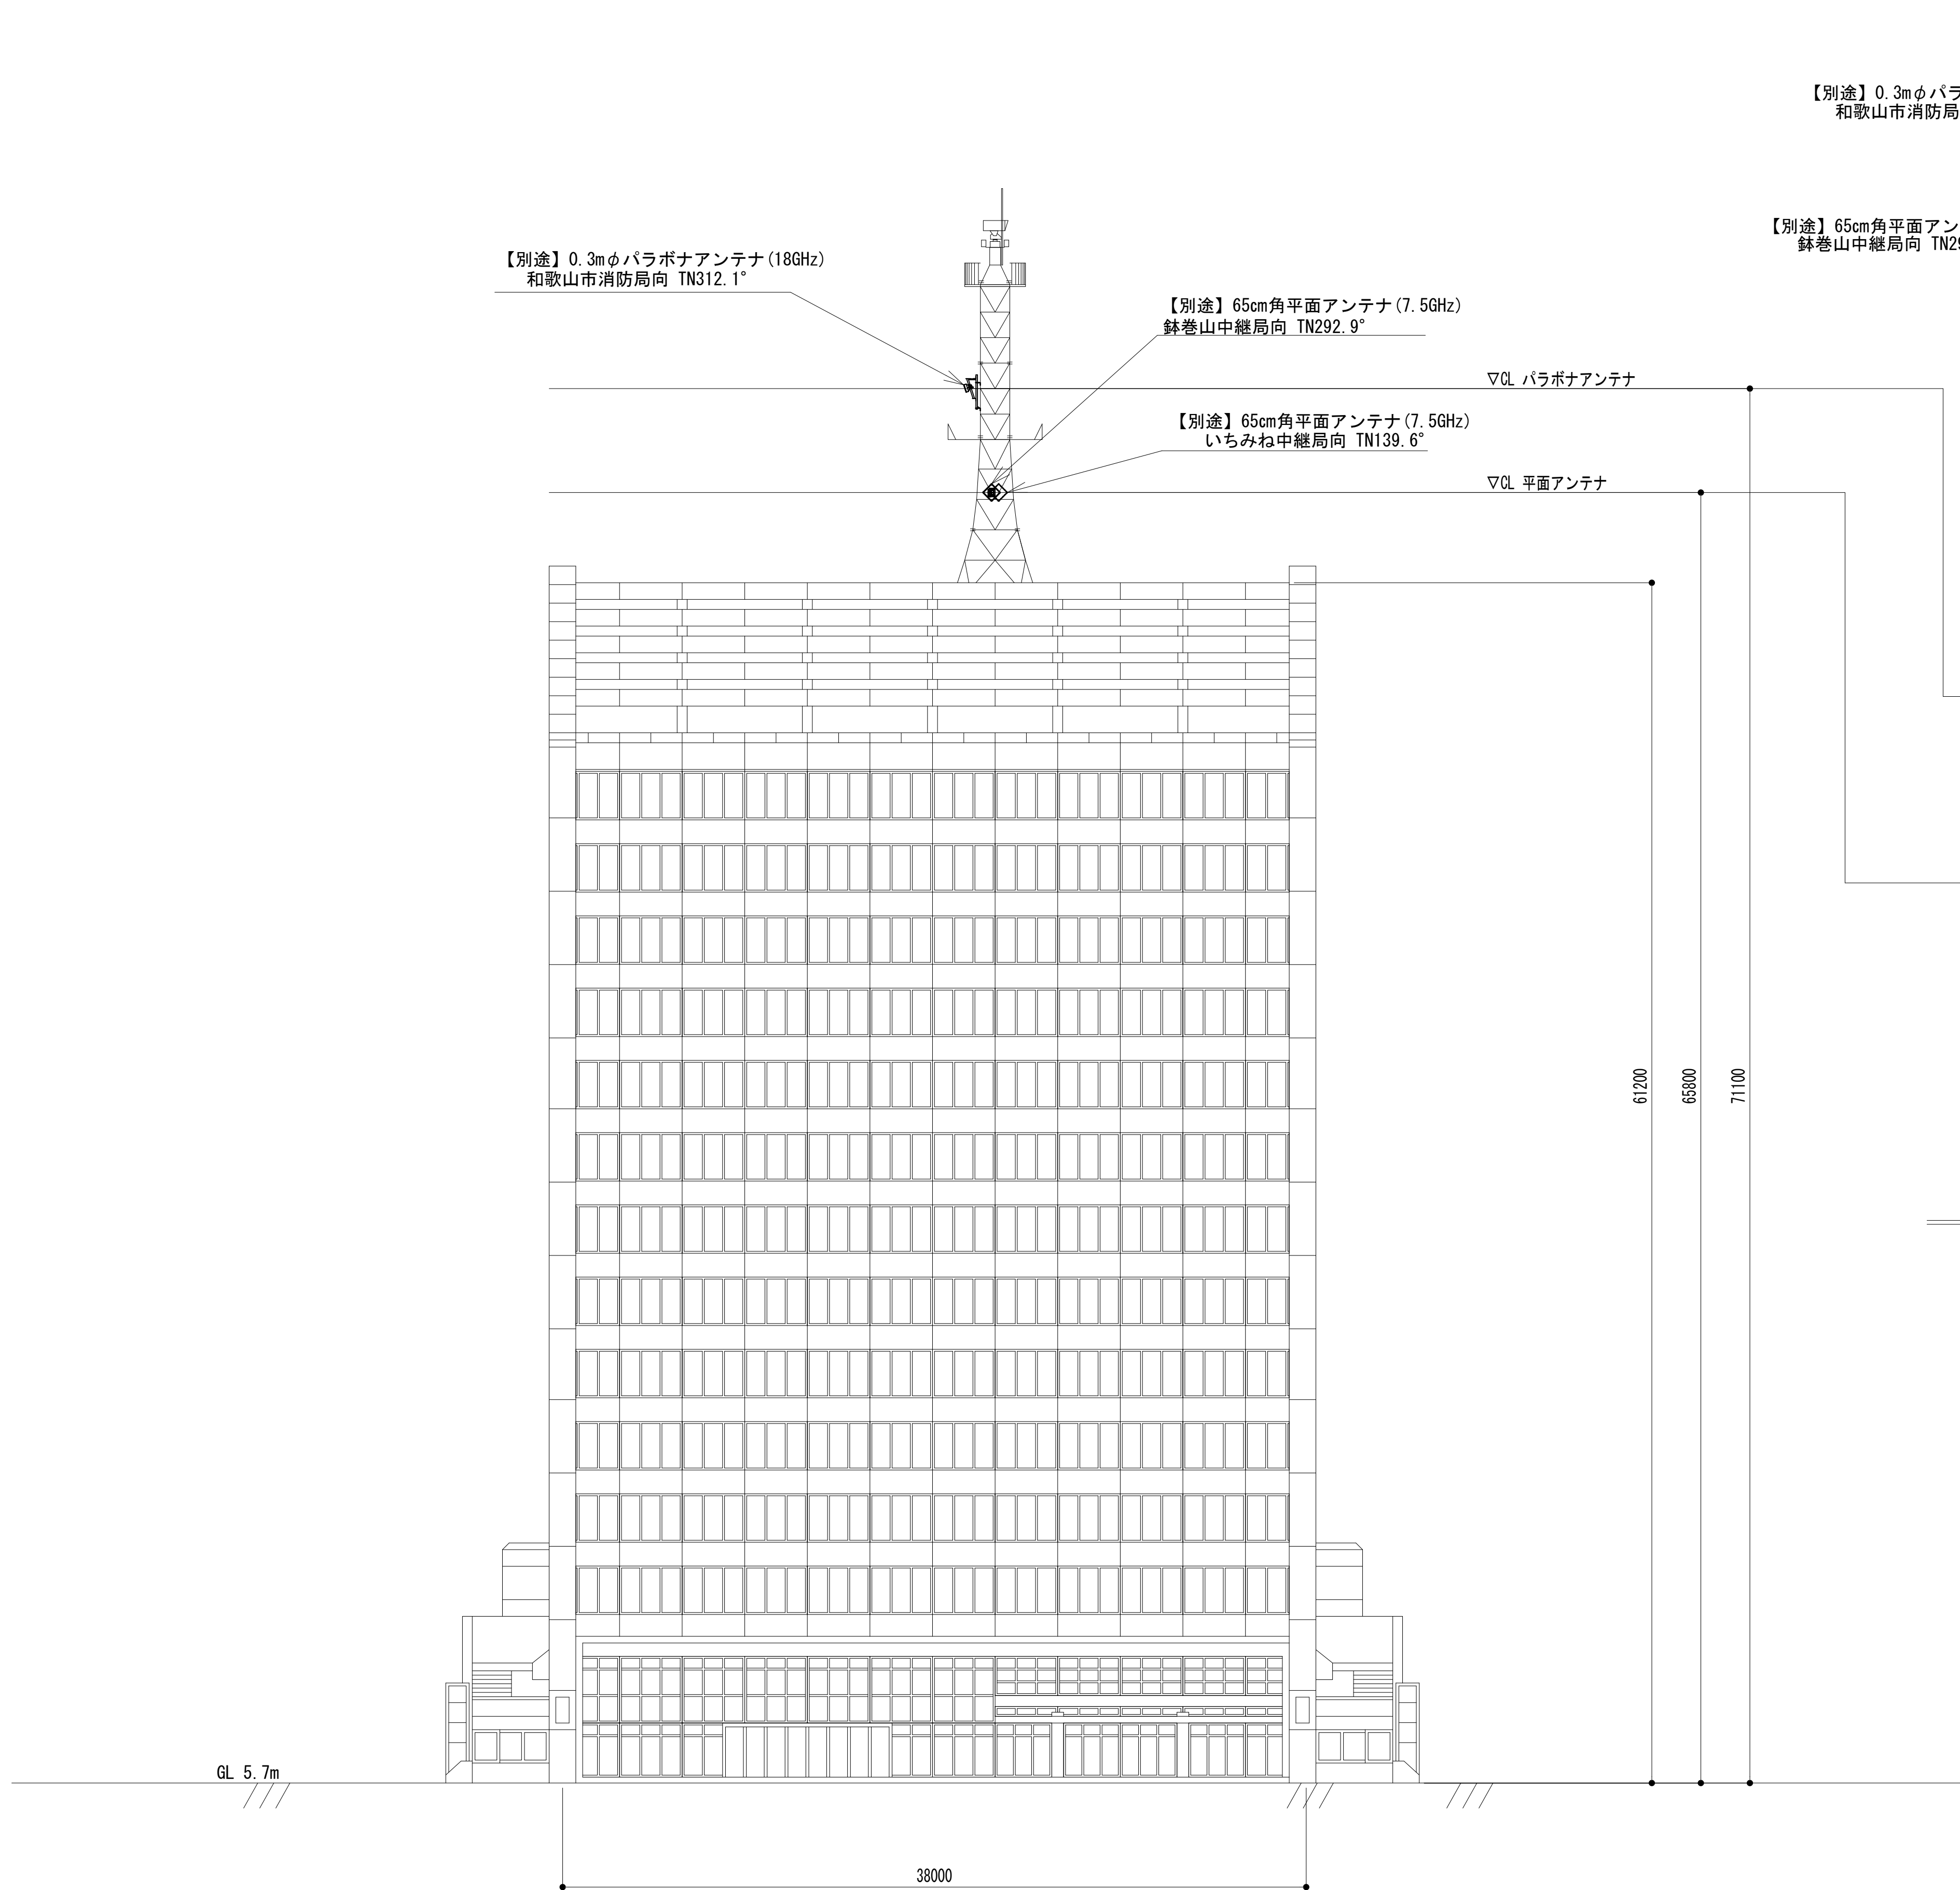 【別途】0.3mφパラ
和歌山市消防局
【別途】65cm角平面アン
鉢巻山中継局向 TN29
【別途】0.3mφパラボナアンテナ(18GHz)
和歌山市消防局向 TN312.1°
【別途】65cm角平面アンテナ(7.5GHz)
鉢巻山中継局向 TN292.9°
▽CL パラボナアンテナ
【別途】65cm角平面アンテナ(7.5GHz)
いちみね中継局向 TN139.6°
▽CL 平面アンテナ
61200
65800
71100
GL 5.7m
38000